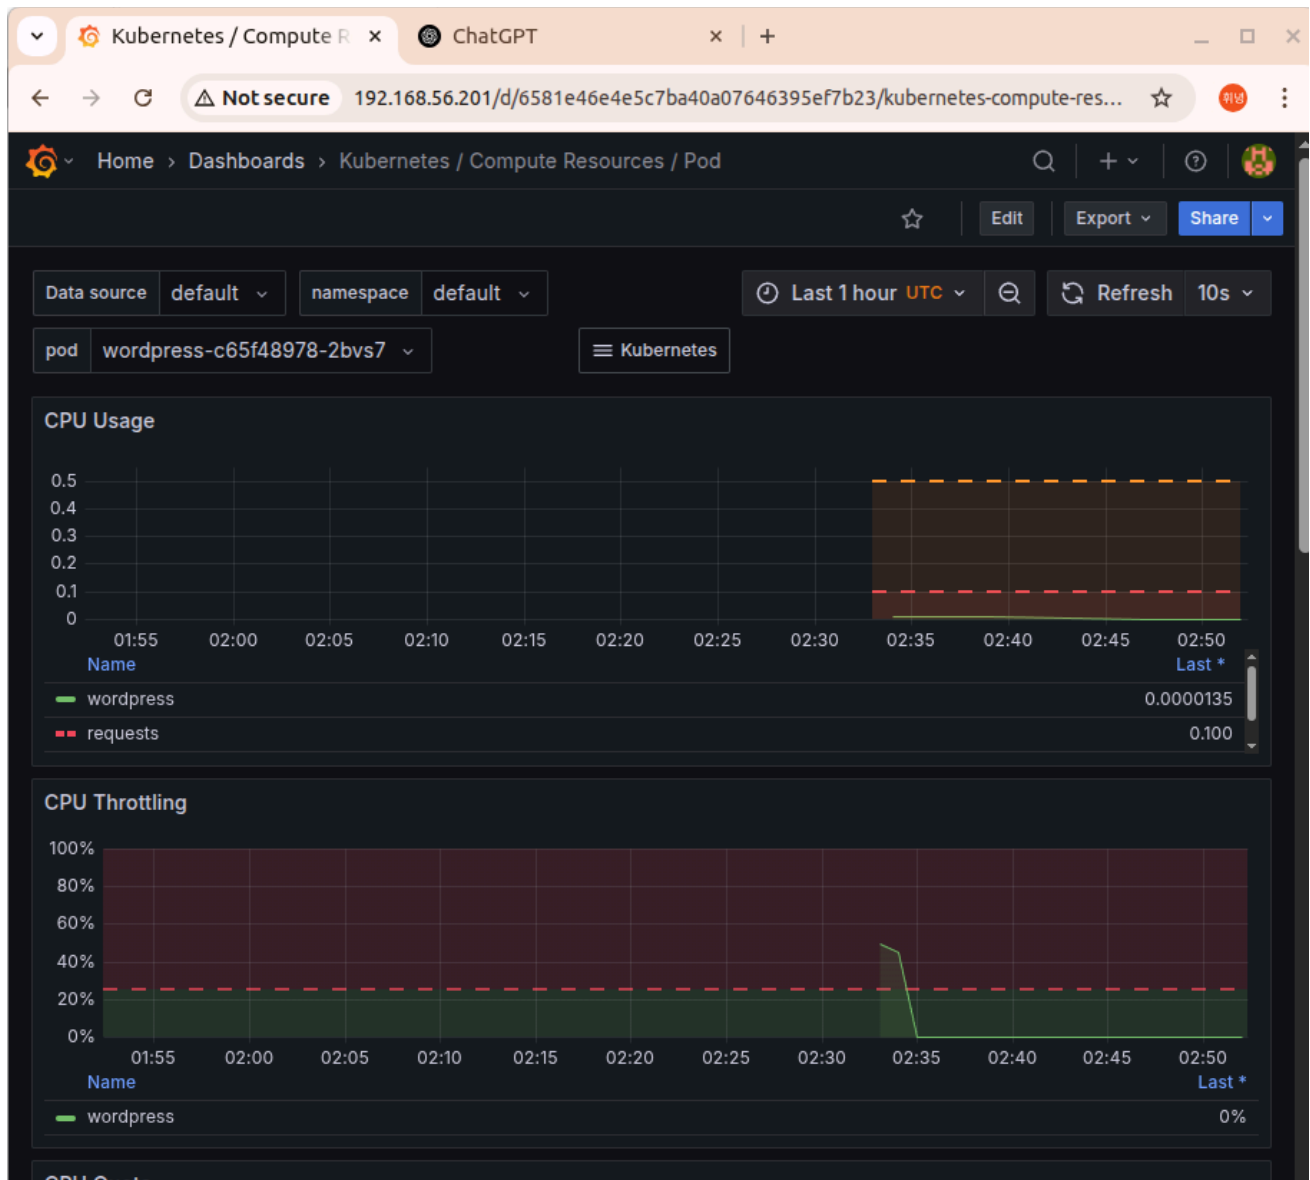 Kubernetes / Compute R
ChatGPT
Not secure 192.168.56.201/d/6581e46e4e5c7ba40a07646395ef7b23/kubernetes-compute-res...
휘녕
Home › Dashboards › Kubernetes / Compute Resources / Pod
Edit Export Share
Data source default namespace default Last 1 hour UTC Refresh 10s
pod wordpress-c65f48978-2bvs7 Kubernetes
CPU Usage
0.5
0.4
0.3
0.2
0.1
0
01:55 02:00 02:05 02:10 02:15 02:20 02:25 02:30 02:35 02:40 02:45 02:50
Name Last *
wordpress 0.0000135
requests 0.100
CPU Throttling
100%
80%
60%
40%
20%
0%
01:55 02:00 02:05 02:10 02:15 02:20 02:25 02:30 02:35 02:40 02:45 02:50
Name Last *
wordpress 0%